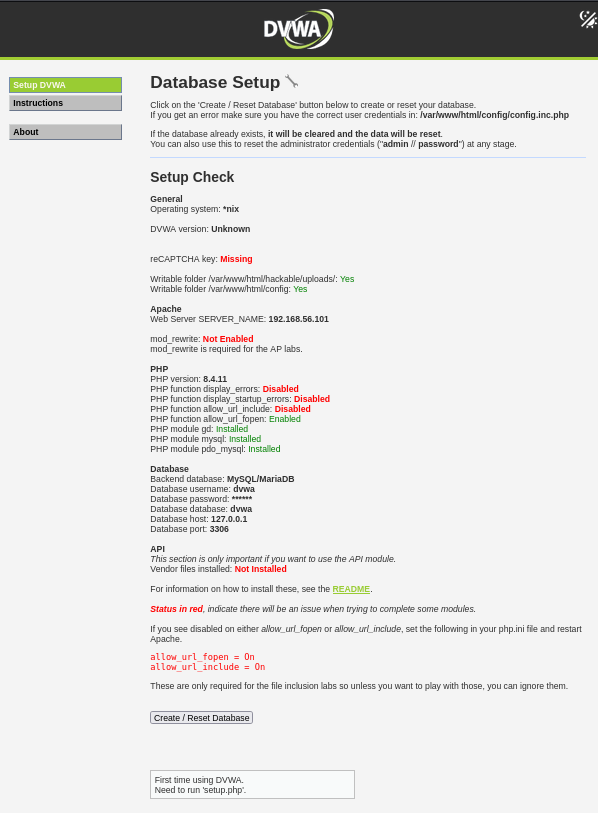 DVWA
Setup DVWA
Instructions
About
Database Setup
Click on the 'Create / Reset Database' button below to create or reset your database.
If you get an error make sure you have the correct user credentials in: /var/www/html/config/config.inc.php
If the database already exists, it will be cleared and the data will be reset.
You can also use this to reset the administrator credentials ("admin // password") at any stage.
Setup Check
General
Operating system: *nix
DVWA version: Unknown
reCAPTCHA key: Missing
Writable folder /var/www/html/hackable/uploads/: Yes
Writable folder /var/www/html/config: Yes
Apache
Web Server SERVER_NAME: 192.168.56.101
mod_rewrite: Not Enabled
mod_rewrite is required for the AP labs.
PHP
PHP version: 8.4.11
PHP function display_errors: Disabled
PHP function display_startup_errors: Disabled
PHP function allow_url_include: Disabled
PHP function allow_url_fopen: Enabled
PHP module gd: Installed
PHP module mysql: Installed
PHP module pdo_mysql: Installed
Database
Backend database: MySQL/MariaDB
Database username: dvwa
Database password: ******
Database database: dvwa
Database host: 127.0.0.1
Database port: 3306
API
This section is only important if you want to use the API module.
Vendor files installed: Not Installed
For information on how to install these, see the README.
Status in red, indicate there will be an issue when trying to complete some modules.
If you see disabled on either allow_url_fopen or allow_url_include, set the following in your php.ini file and restart
Apache.
allow_url_fopen = On
allow_url_include = On
These are only required for the file inclusion labs so unless you want to play with those, you can ignore them.
Create / Reset Database
First time using DVWA.
Need to run 'setup.php'.